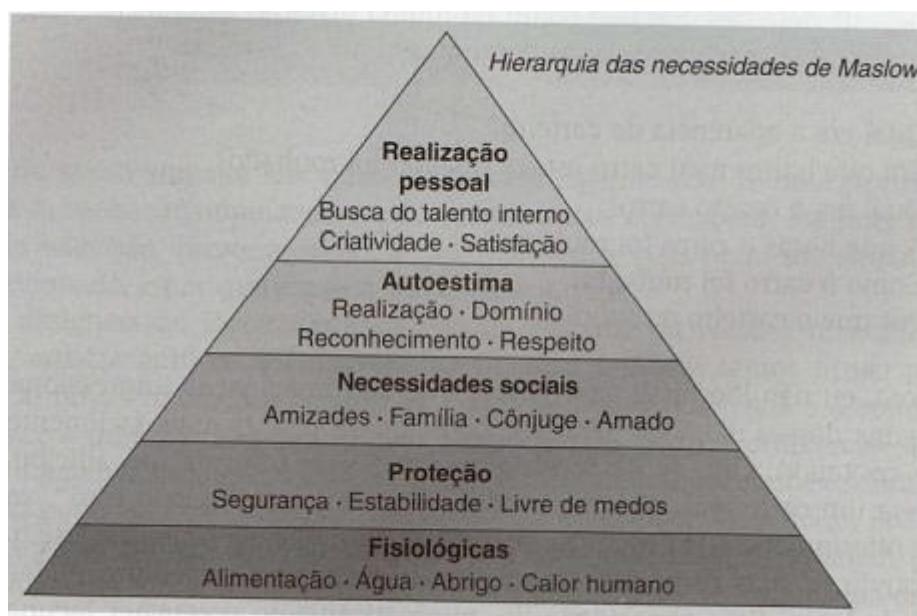 Hierarquia das necessidades de Maslow
Realização
pessoal
Busca do talento interno
Criatividade · Satisfação
Autoestima
Realização · Domínio
Reconhecimento · Respeito
Necessidades sociais
Amizades · Família · Cônjuge · Amado
Proteção
Segurança · Estabilidade · Livre de medos
Fisiológicas
Alimentação · Água · Abrigo · Calor humano